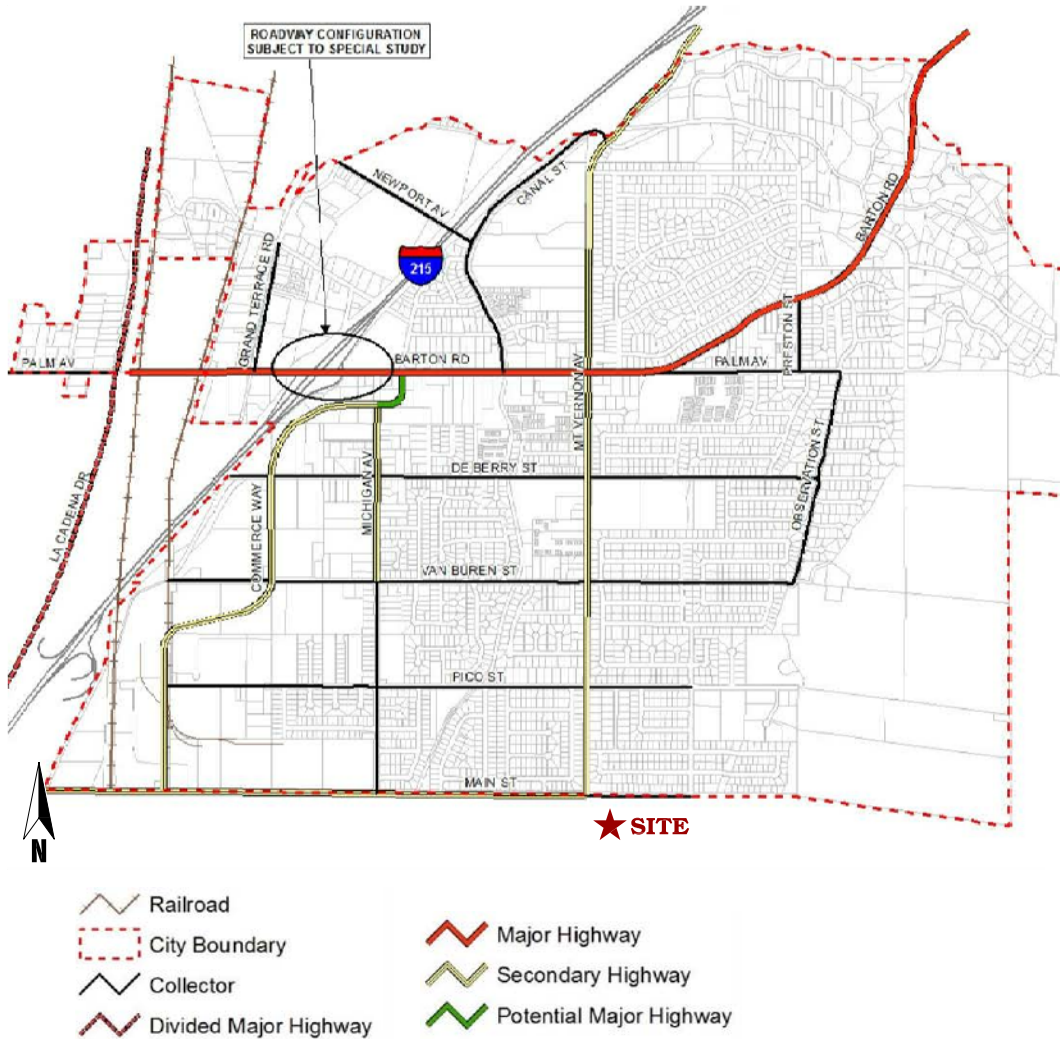 ROADWAY CONFIGURATION
SUBJECT TO SPECIAL STUDY
NEWPORT AV
CANAL ST
BARTON RD
215
GRAND TERRACE RD
PALM AV
BARTON RD
MT VERNON AV
PALM AV
PRESTON ST
LA CADENA DR
COMMERCE WAY
MICHIGAN AV
DE BERRY ST
OBSERVATION ST
VAN BUREN ST
PICO ST
MAIN ST
SITE
N
Railroad
City Boundary
Collector
Divided Major Highway
Major Highway
Secondary Highway
Potential Major Highway